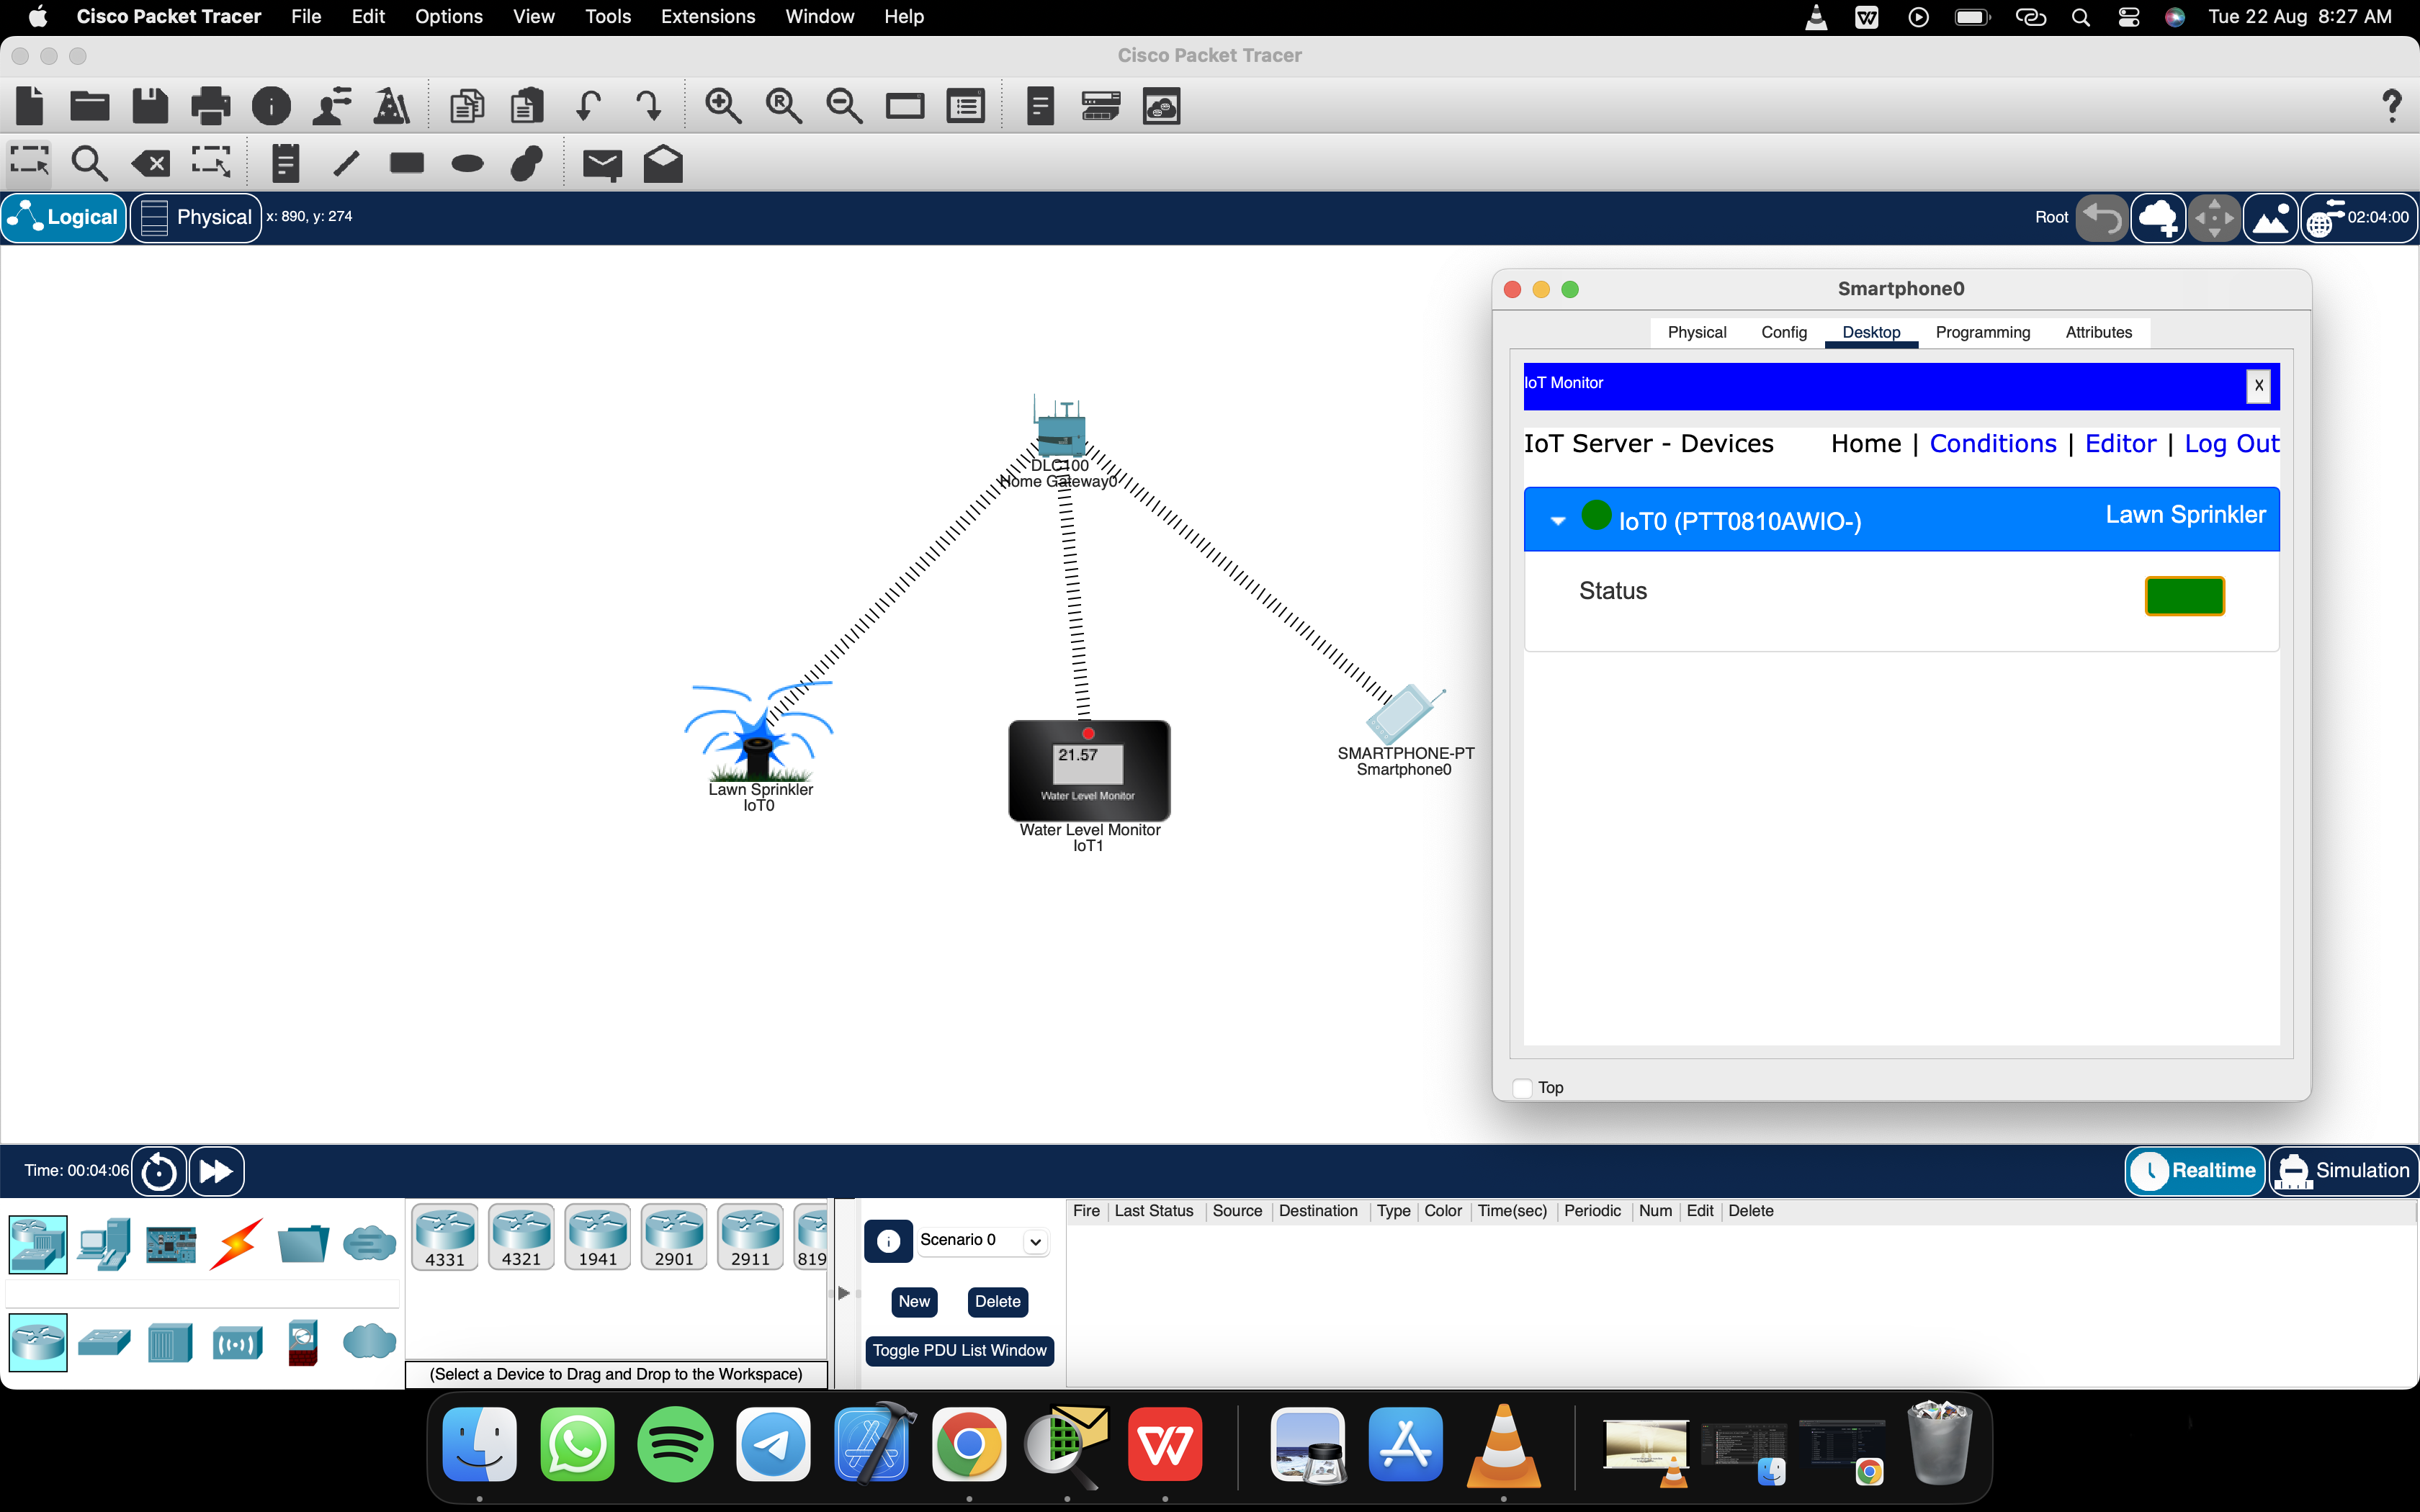 Cisco Packet Tracer File Edit Options View Tools Extensions Window Help Tue 22 Aug 8:27 AM
Cisco Packet Tracer
Logical Physical x: 890, y: 274 Root 02:04:00
Smartphone0
Physical Config Desktop Programming Attributes
IoT Monitor X
IoT Server - Devices Home | Conditions | Editor | Log Out
IoT0 (PTT0810AWIO-) Lawn Sprinkler
Status
Top
DLC100
Home Gateway0
Lawn Sprinkler
IoT0
21.57
Water Level Monitor
Water Level Monitor
IoT1
SMARTPHONE-PT
Smartphone0
Time: 00:04:06 Realtime Simulation
4331 4321 1941 2901 2911 819
(Select a Device to Drag and Drop to the Workspace)
Scenario 0
New Delete
Toggle PDU List Window
Fire Last Status Source Destination Type Color Time(sec) Periodic Num Edit Delete